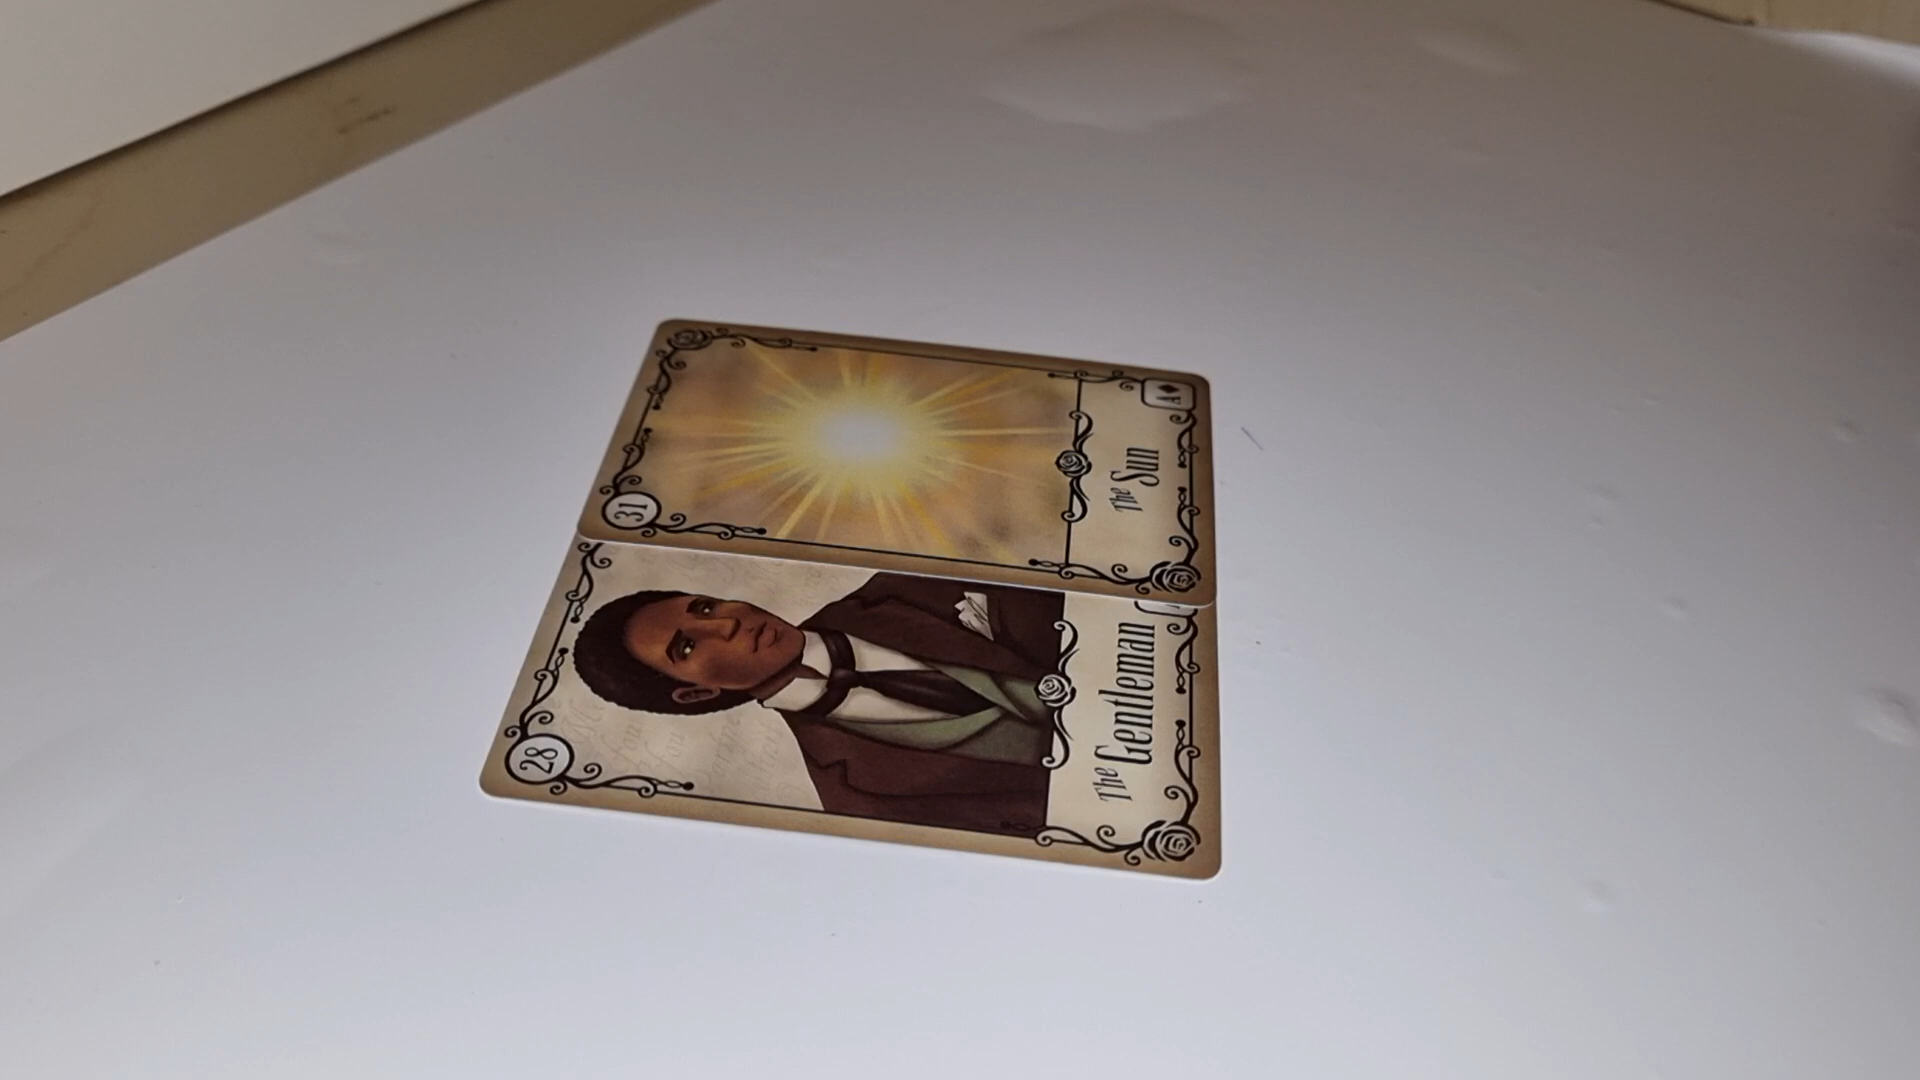 28
The Gentleman
31
The Sun
A♦